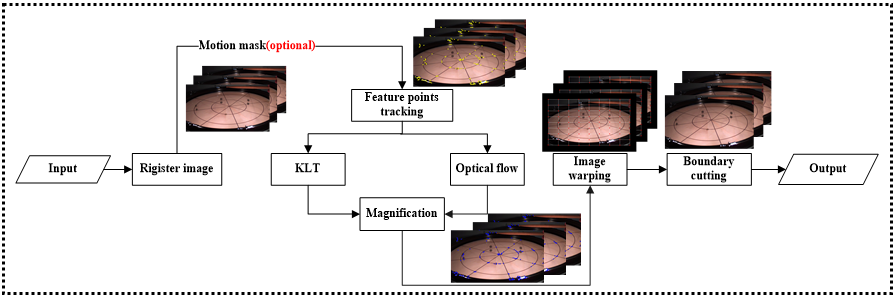 Motion mask(optional)
Feature points
tracking
Input
Rigister image
KLT
Optical flow
Image
warping
Boundary
cutting
Output
Magnification